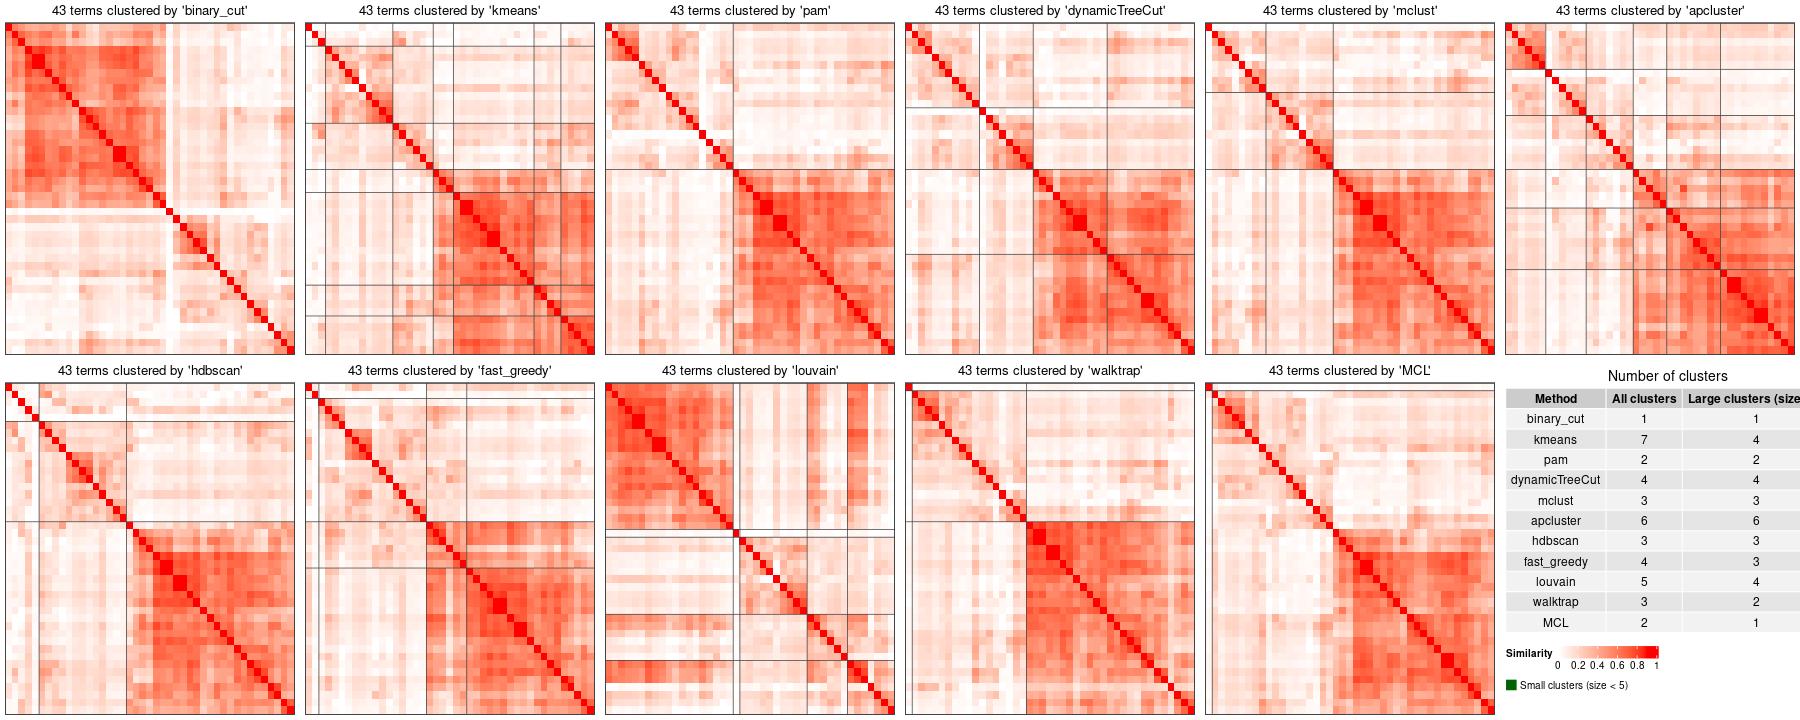 43 terms clustered by 'binary_cut'
43 terms clustered by 'kmeans'
43 terms clustered by 'pam'
43 terms clustered by 'dynamicTreeCut'
43 terms clustered by 'mclust'
43 terms clustered by 'apcluster'
43 terms clustered by 'hdbscan'
43 terms clustered by 'fast_greedy'
43 terms clustered by 'louvain'
43 terms clustered by 'walktrap'
43 terms clustered by 'MCL'
Number of clusters
Method All clusters Large clusters (size
binary_cut 1 1
kmeans 7 4
pam 2 2
dynamicTreeCut 4 4
mclust 3 3
apcluster 6 6
hdbscan 3 3
fast_greedy 4 3
louvain 5 4
walktrap 3 2
MCL 2 1
Similarity
0 0.2 0.4 0.6 0.8 1
Small clusters (size < 5)